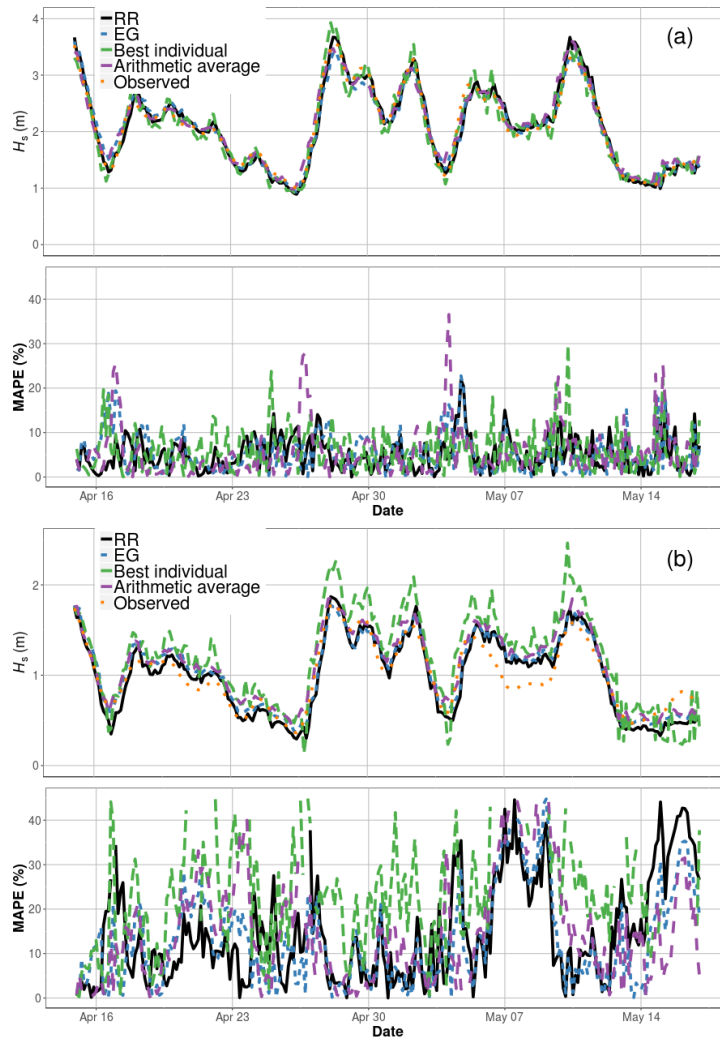 RR
EG
Best individual
Arithmetic average
Observed
(a)
4
3
2
1
0
Hs (m)
40
30
20
10
0
MAPE (%)
Apr 16 Apr 23 Apr 30 May 07 May 14
Date
RR
EG
Best individual
Arithmetic average
Observed
(b)
2
1
0
Hs (m)
40
30
20
10
0
MAPE (%)
Apr 16 Apr 23 Apr 30 May 07 May 14
Date